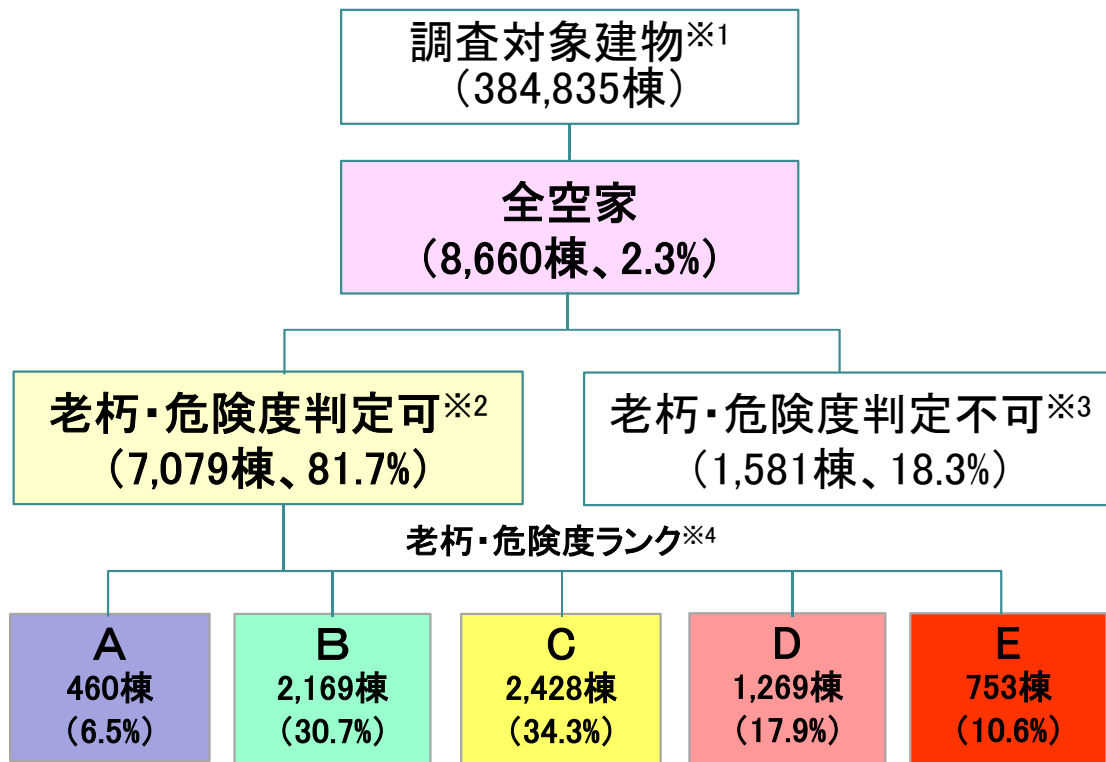 調査対象建物※1
（384,835棟）
全空家
（8,660棟、2.3%）
老朽・危険度判定可※2
（7,079棟、81.7%）
老朽・危険度判定不可※3
（1,581棟、18.3%）
老朽・危険度ランク※4
A
460棟
（6.5%）
B
2,169棟
（30.7%）
C
2,428棟
（34.3%）
D
1,269棟
（17.9%）
E
753棟
（10.6%）